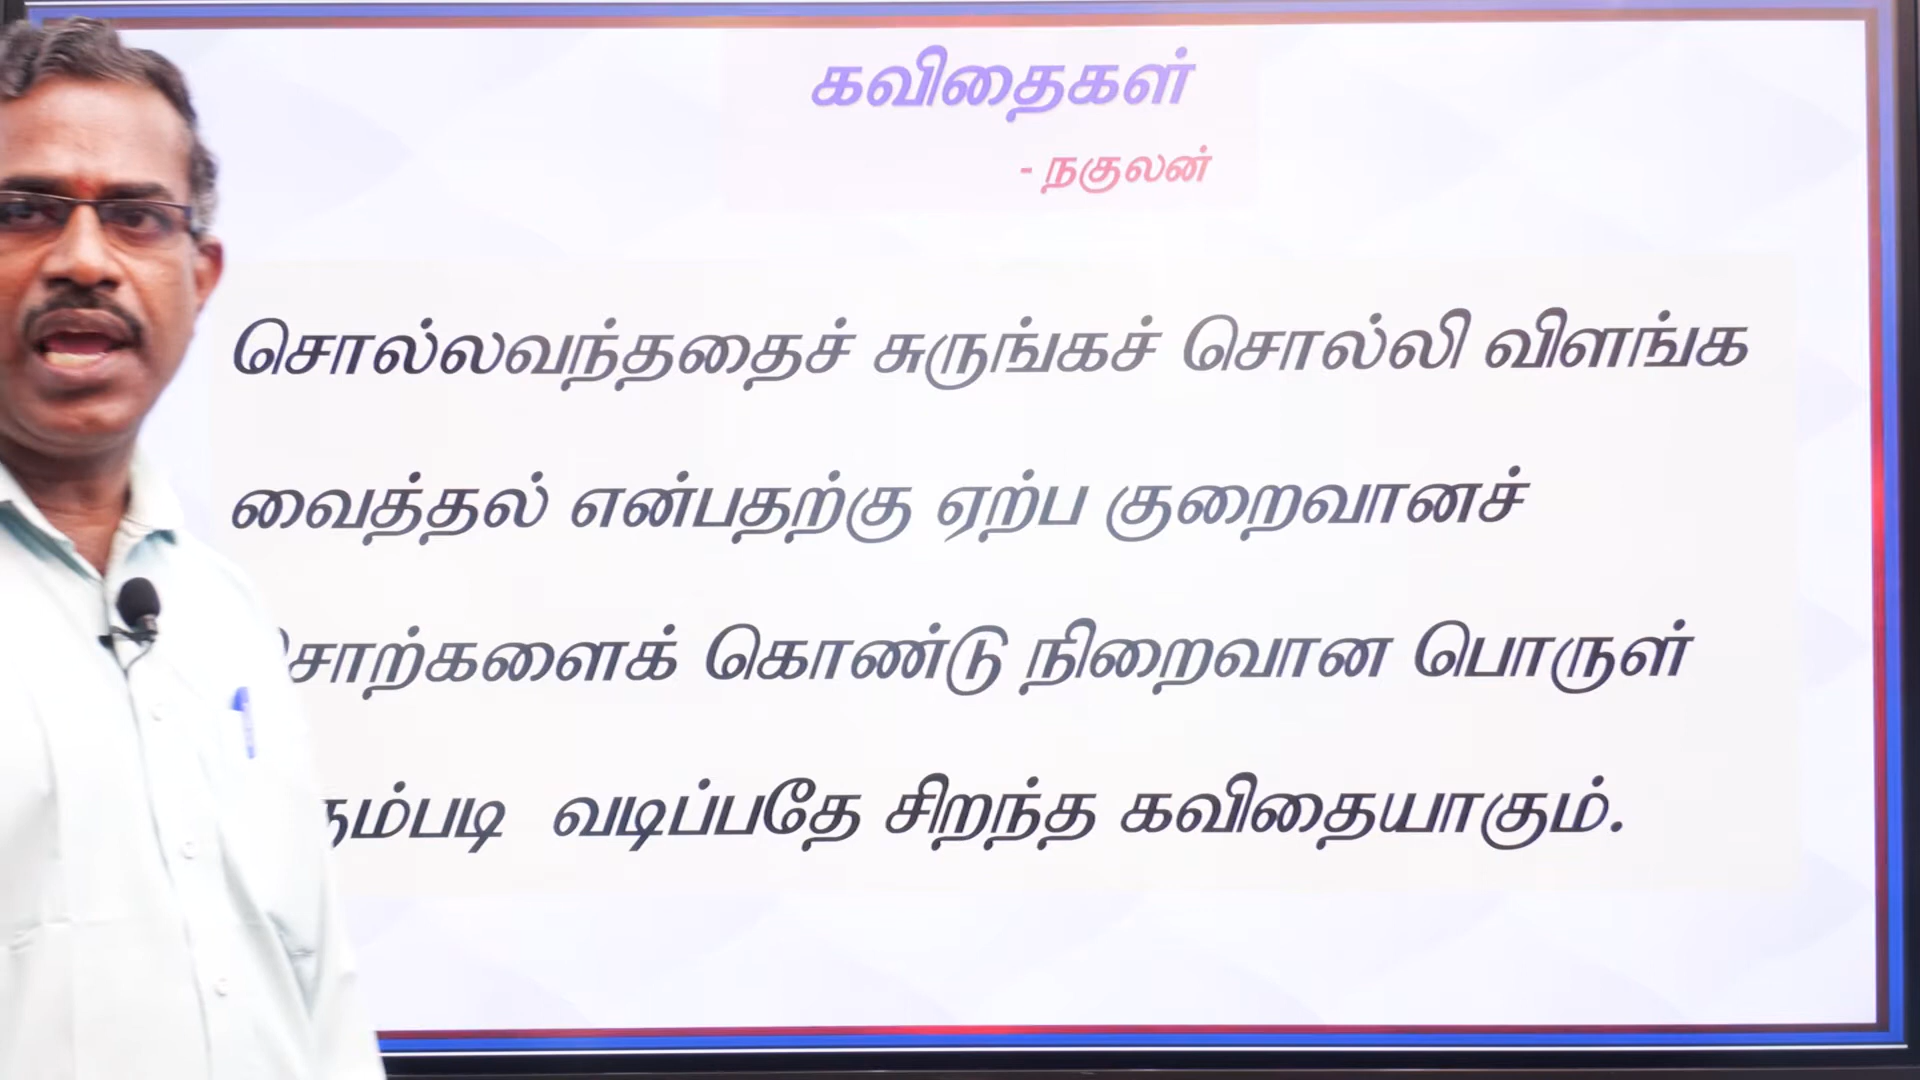 கவிதைகள்
- நகுலன்
சொல்லவந்ததைச் சுருங்கச் சொல்லி விளங்க
வைத்தல் என்பதற்கு ஏற்ப குறைவானச்
சொற்களைக் கொண்டு நிறைவான பொருள்
வடிப்பதே சிறந்த கவிதையாகும்.